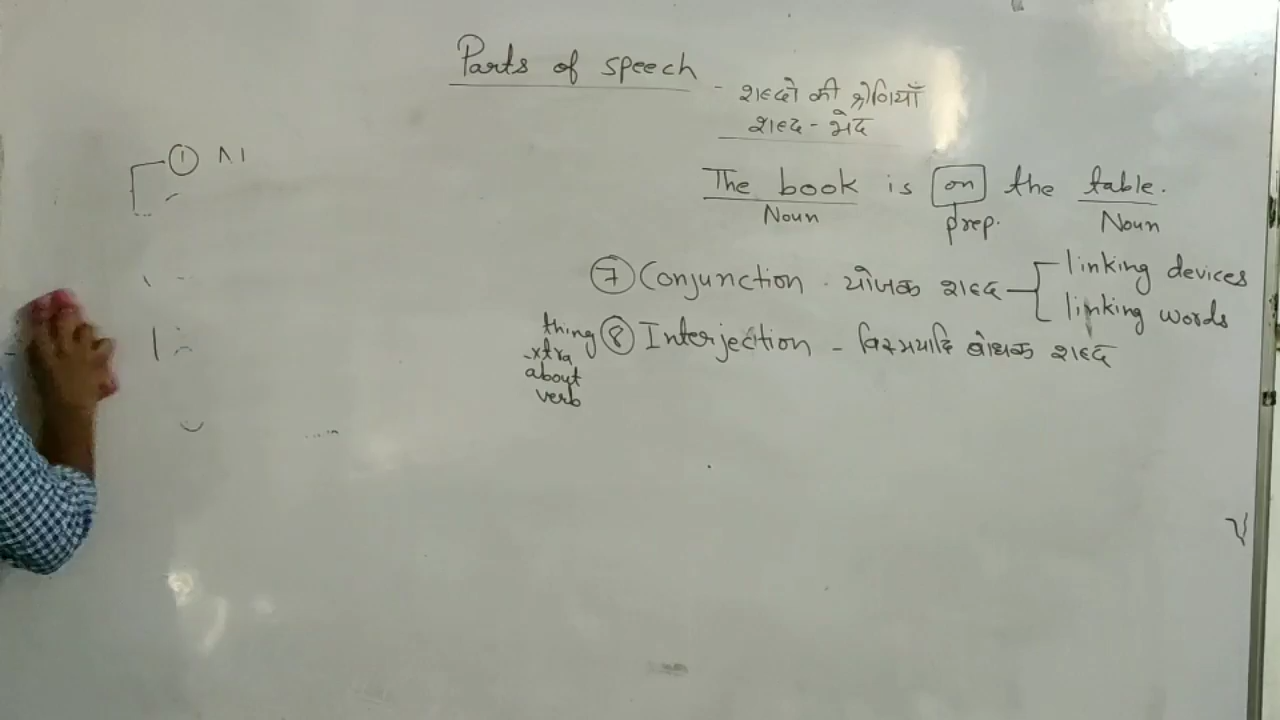 Parts of speech - शब्दो की श्रेणियाँ
शब्द - भेद
①
The book is on the table.
Noun prep. Noun
⑦ Conjunction - योजक शब्द
linking devices
linking words
⑧ Interjection - विस्मयादि बोधक शब्द
thing
-xtra
about
verb